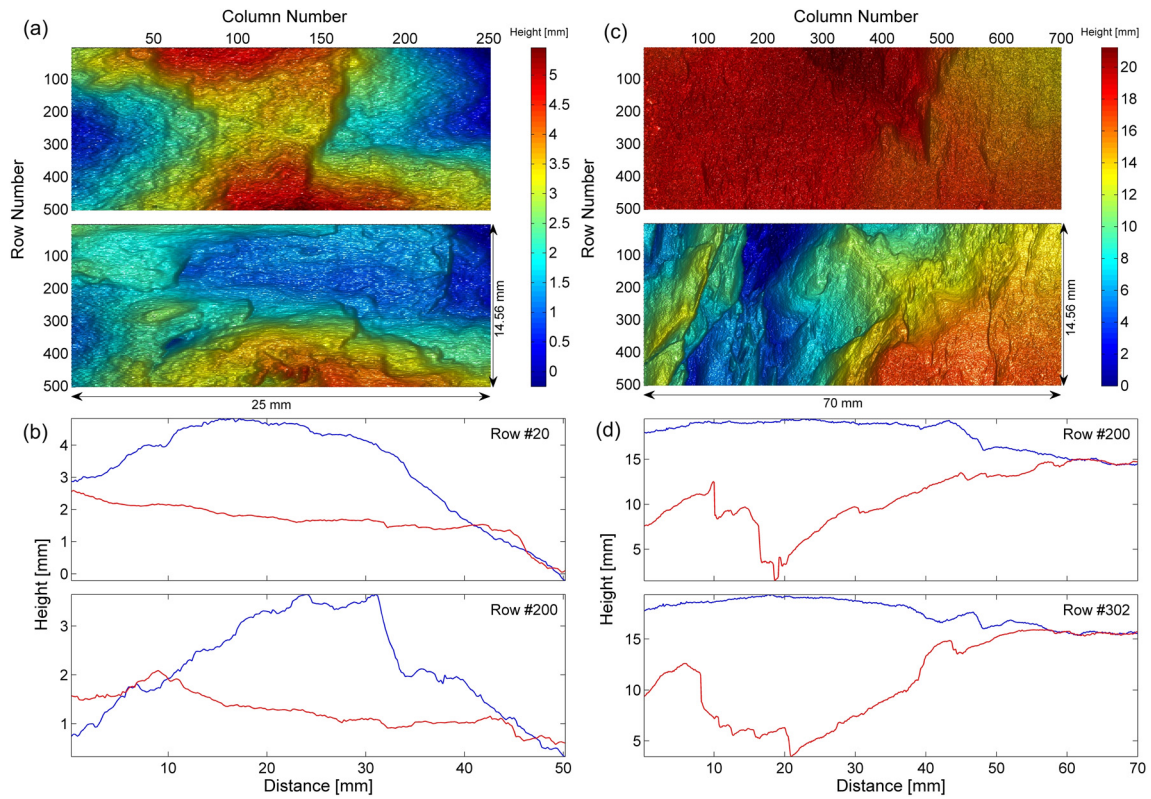 (a)
Column Number
50 100 150 200 250
Height [mm]
Row Number
100
200
300
400
500
100
200
300
400
500
5
4.5
4
3.5
3
2.5
2
1.5
1
0.5
0
14.56 mm
25 mm
(c)
Column Number
100 200 300 400 500 600 700
Height [mm]
Row Number
100
200
300
400
500
100
200
300
400
500
20
18
16
14
12
10
8
6
4
2
0
14.56 mm
70 mm
(b)
Row #20
4
3
2
1
0
Height [mm]
Row #200
3
2
1
10 20 30 40 50
Distance [mm]
(d)
Row #200
15
10
5
Height [mm]
Row #302
15
10
5
10 20 30 40 50 60 70
Distance [mm]